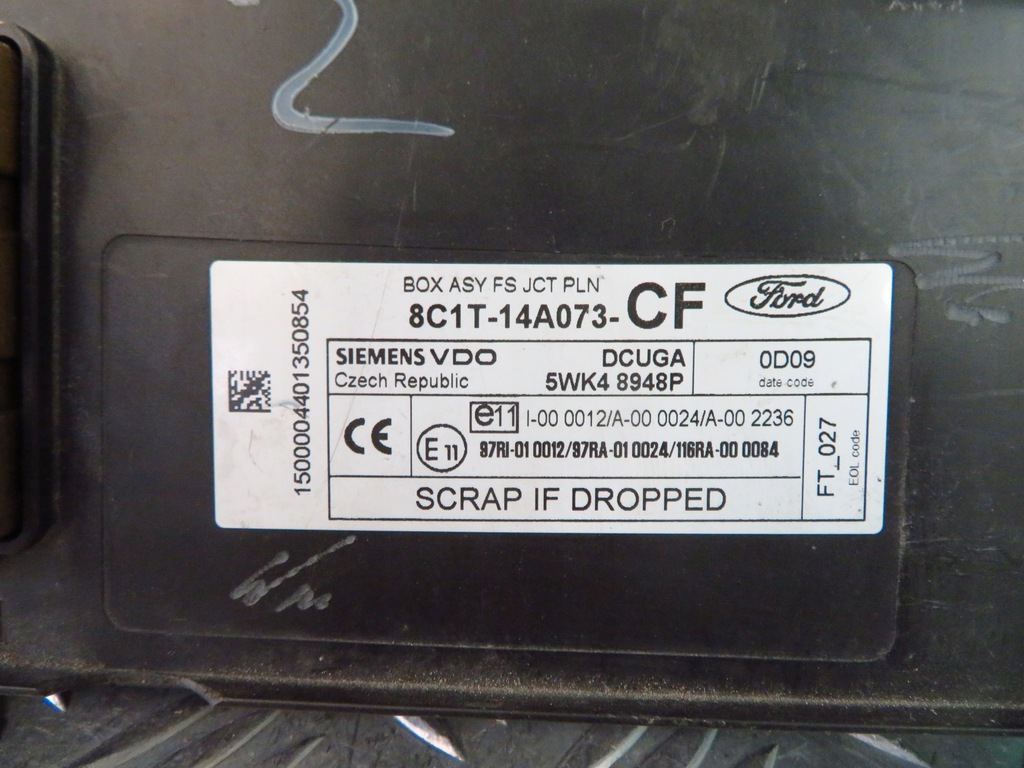 2
BOX ASY FS JCT PLN
8C1T-14A073-CF
Ford
SIEMENS VDO
Czech Republic
DCUGA
5WK4 8948P
0D09
date code
CE
e11 I-00 0012/A-00 0024/A-00 2236
E11 97RI-01 0012/97RA-01 0024/116RA-00 0084
SCRAP IF DROPPED
FT_027
EOL code
1500004401350854